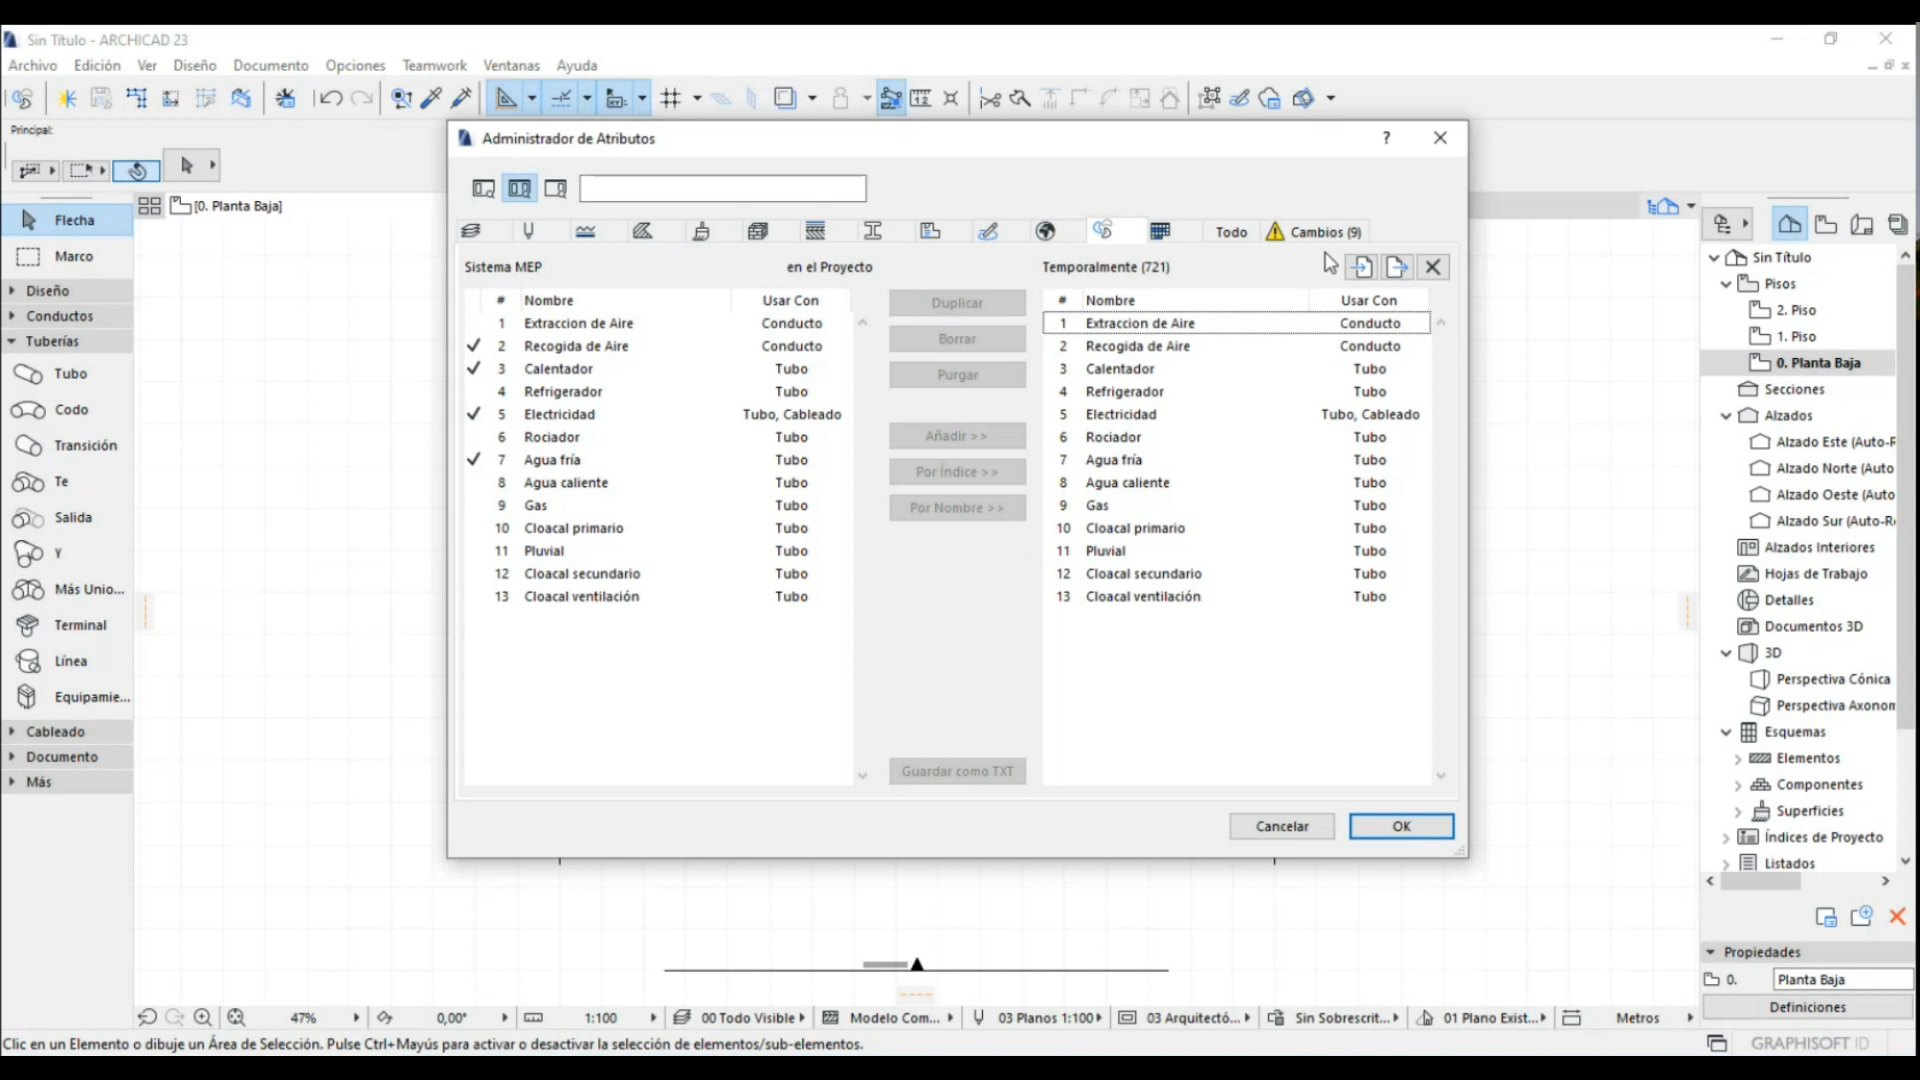 Sin Título - ARCHICAD 23
Archivo Edición Ver Diseño Documento Opciones Teamwork Ventanas Ayuda
Principal:
Administrador de Atributos
[0. Planta Baja]
Flecha
Marco
Diseño
Conductos
Tuberías
Tubo
Codo
Transición
Te
Salida
Y
Más Unio...
Terminal
Línea
Equipamie...
Cableado
Documento
Más
Todo
Cambios (9)
Sistema MEP en el Proyecto
# Nombre Usar Con
1 Extraccion de Aire Conducto
2 Recogida de Aire Conducto
3 Calentador Tubo
4 Refrigerador Tubo
5 Electricidad Tubo, Cableado
6 Rociador Tubo
7 Agua fría Tubo
8 Agua caliente Tubo
9 Gas Tubo
10 Cloacal primario Tubo
11 Pluvial Tubo
12 Cloacal secundario Tubo
13 Cloacal ventilación Tubo
Duplicar
Borrar
Purgar
Añadir >>
Por Índice >>
Por Nombre >>
Guardar como TXT
Temporalmente (721)
# Nombre Usar Con
1 Extraccion de Aire Conducto
2 Recogida de Aire Conducto
3 Calentador Tubo
4 Refrigerador Tubo
5 Electricidad Tubo, Cableado
6 Rociador Tubo
7 Agua fría Tubo
8 Agua caliente Tubo
9 Gas Tubo
10 Cloacal primario Tubo
11 Pluvial Tubo
12 Cloacal secundario Tubo
13 Cloacal ventilación Tubo
Cancelar
OK
Sin Título
Pisos
2. Piso
1. Piso
0. Planta Baja
Secciones
Alzados
Alzado Este (Auto-R
Alzado Norte (Auto
Alzado Oeste (Auto
Alzado Sur (Auto-R
Alzados Interiores
Hojas de Trabajo
Detalles
Documentos 3D
3D
Perspectiva Cónica
Perspectiva Axonom
Esquemas
Elementos
Componentes
Superficies
Índices de Proyecto
Listados
Propiedades
0. Planta Baja
Definiciones
47% 0,00° 1:100 00 Todo Visible Modelo Com... 03 Planos 1:100 03 Arquitectó... Sin Sobrescrit... 01 Plano Exist... Metros
Clic en un Elemento o dibuje un Área de Selección. Pulse Ctrl+Mayús para activar o desactivar la selección de elementos/sub-elementos.
GRAPHISOFT ID